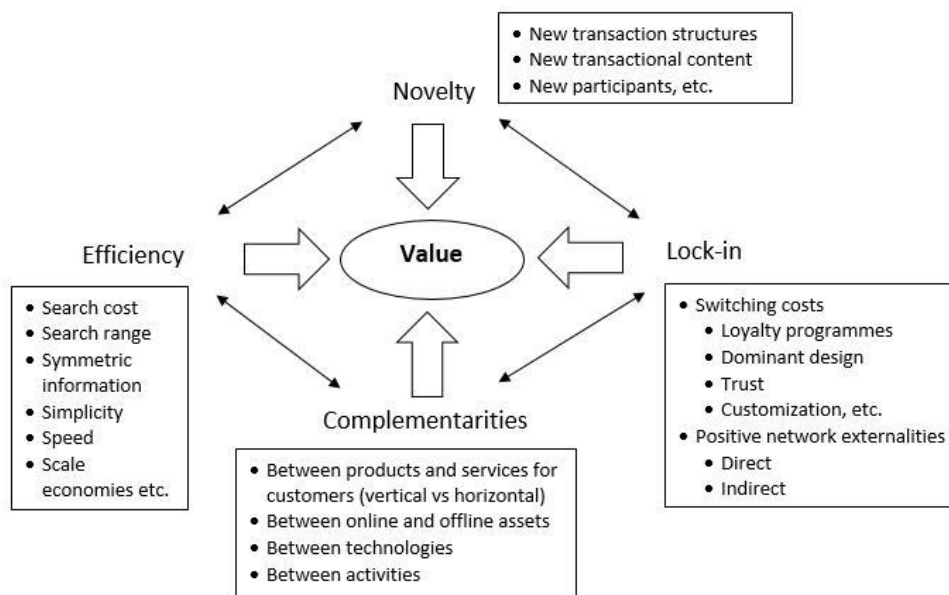 • New transaction structures
• New transactional content
• New participants, etc.
Novelty
Efficiency
Value
Lock-in
• Search cost
• Search range
• Symmetric
information
• Simplicity
• Speed
• Scale
economies etc.
Complementarities
• Between products and services for
customers (vertical vs horizontal)
• Between online and offline assets
• Between technologies
• Between activities
• Switching costs
• Loyalty programmes
• Dominant design
• Trust
• Customization, etc.
• Positive network externalities
• Direct
• Indirect